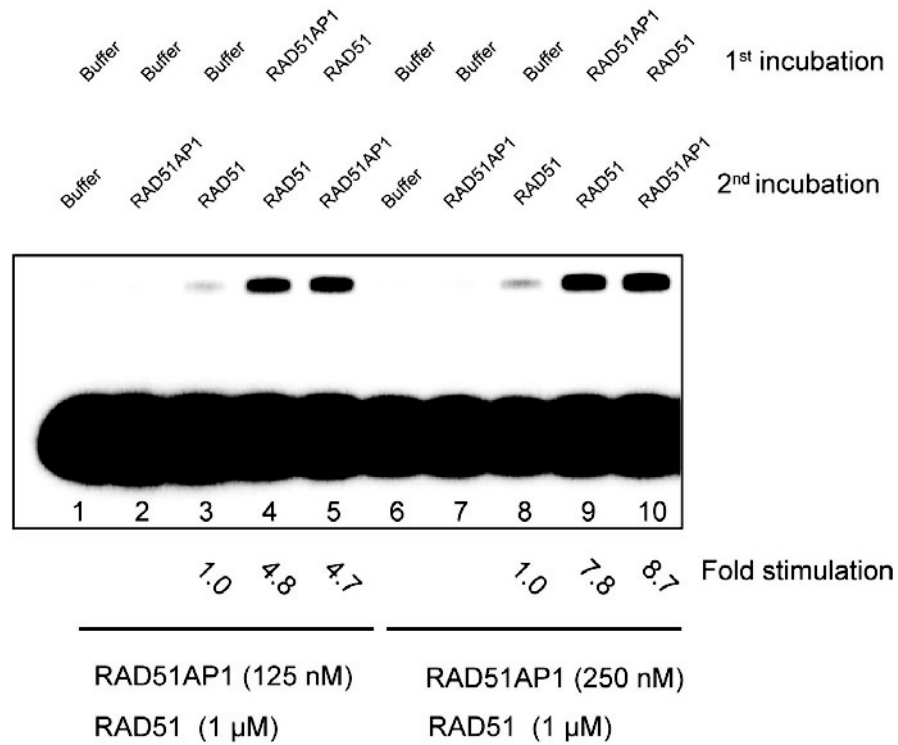 Buffer Buffer Buffer RAD51AP1 RAD51 Buffer Buffer Buffer RAD51AP1 RAD51 1st incubation
Buffer RAD51AP1 RAD51 RAD51 RAD51AP1 Buffer RAD51AP1 RAD51 RAD51 RAD51AP1 2nd incubation
1 2 3 4 5 6 7 8 9 10
1.0 4.8 4.7 1.0 7.8 8.7 Fold stimulation
RAD51AP1 (125 nM) RAD51AP1 (250 nM)
RAD51 (1 µM) RAD51 (1 µM)